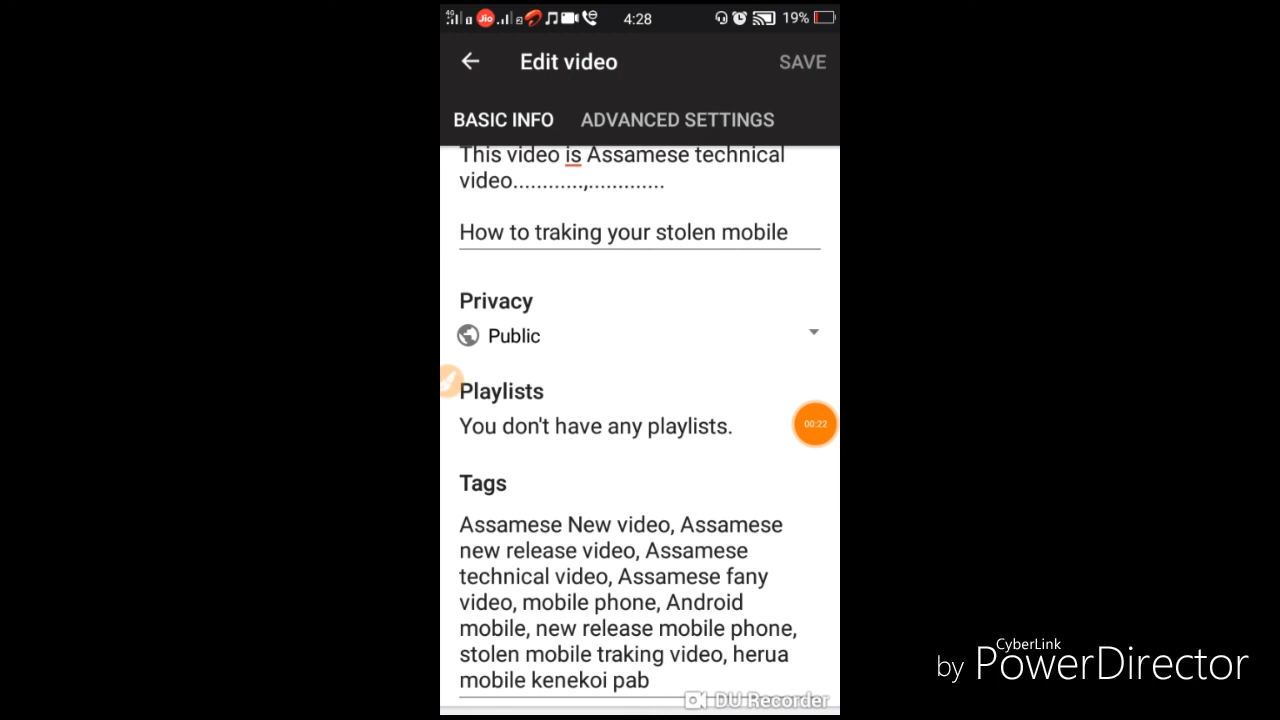 4G Jio 4:28 19%
Edit video SAVE
BASIC INFO ADVANCED SETTINGS
This video is Assamese technical
video............,.............
How to traking your stolen mobile
Privacy
Public
Playlists
You don't have any playlists.
00:22
Tags
Assamese New video, Assamese
new release video, Assamese
technical video, Assamese fany
video, mobile phone, Android
mobile, new release mobile phone,
stolen mobile traking video, herua
mobile kenekoi pab
DU Recorder
CyberLink
by PowerDirector